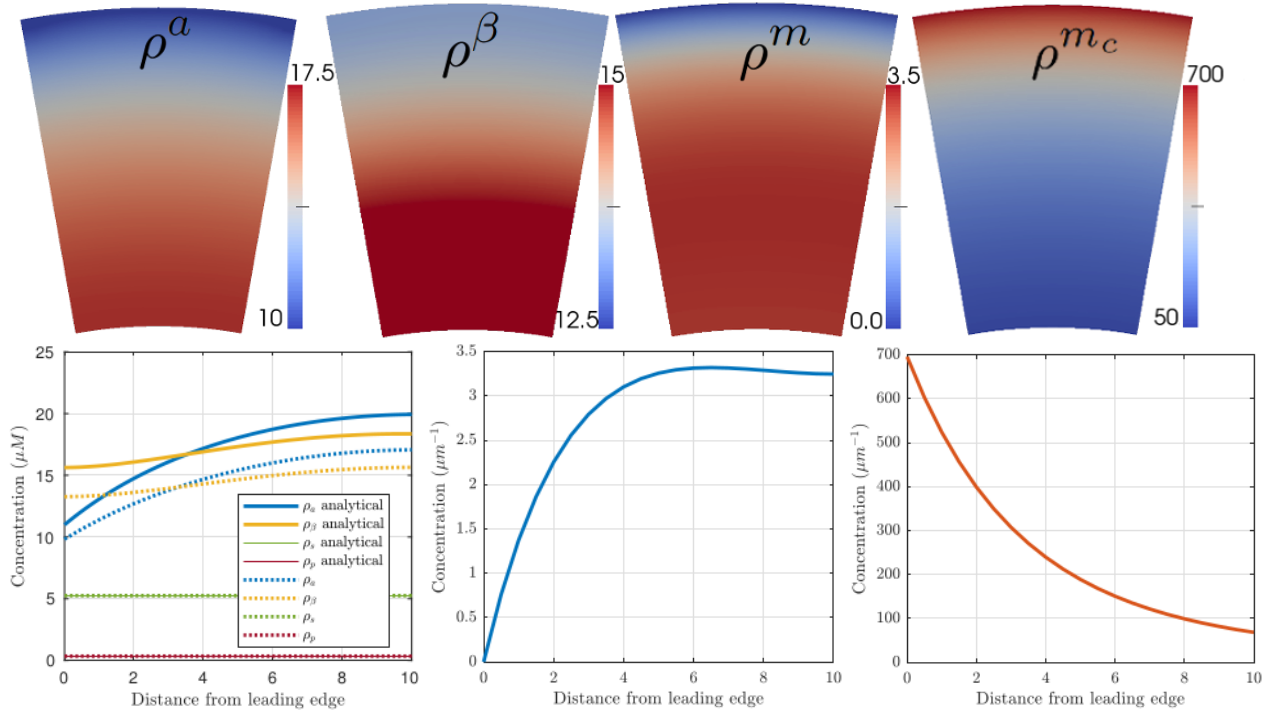 ρ^a
ρ^β
ρ^m
ρ^{m_c}
17.5
15
3.5
700
10
12.5
0.0
50
25
20
15
10
5
0
Concentration (μM)
ρ_a analytical
ρ_β analytical
ρ_s analytical
ρ_p analytical
ρ_a
ρ_β
ρ_s
ρ_p
0 2 4 6 8 10
Distance from leading edge
3.5
3
2.5
2
1.5
1
0.5
0
Concentration (μm⁻¹)
0 2 4 6 8 10
Distance from leading edge
700
600
500
400
300
200
100
0
Concentration (μm⁻¹)
0 2 4 6 8 10
Distance from leading edge